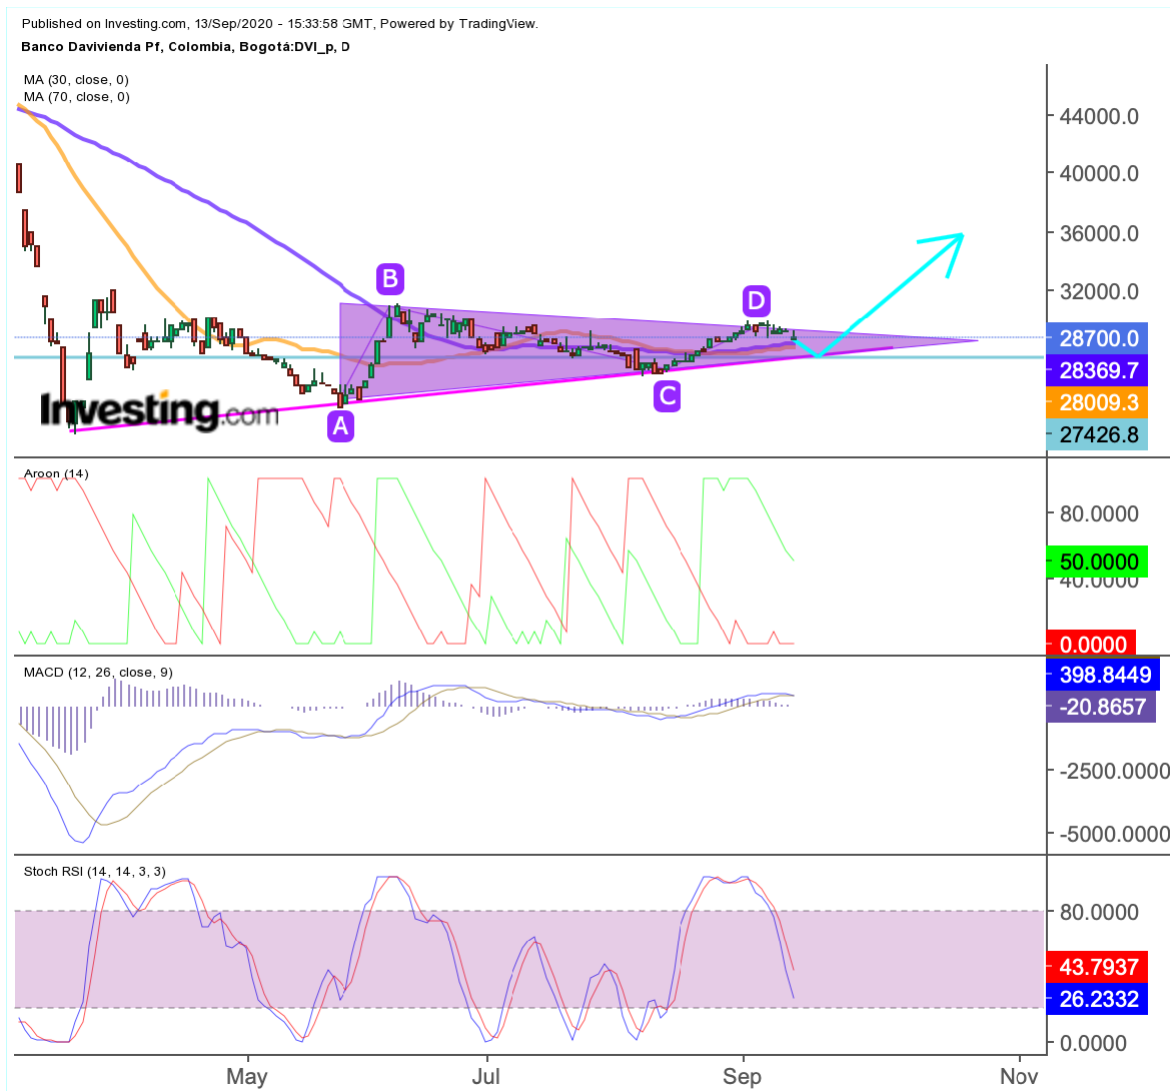 Published on Investing.com, 13/Sep/2020 - 15:33:58 GMT, Powered by TradingView.
Banco Davivienda Pf, Colombia, Bogotá:DVI_p, D
MA (30, close, 0)
MA (70, close, 0)
44000.0
40000.0
36000.0
32000.0
28700.0
28369.7
28009.3
27426.8
B
D
A
C
Investing.com
Aroon (14)
80.0000
50.0000
40.0000
0.0000
MACD (12, 26, close, 9)
398.8449
-20.8657
-2500.0000
-5000.0000
Stoch RSI (14, 14, 3, 3)
80.0000
43.7937
26.2332
0.0000
May
Jul
Sep
Nov